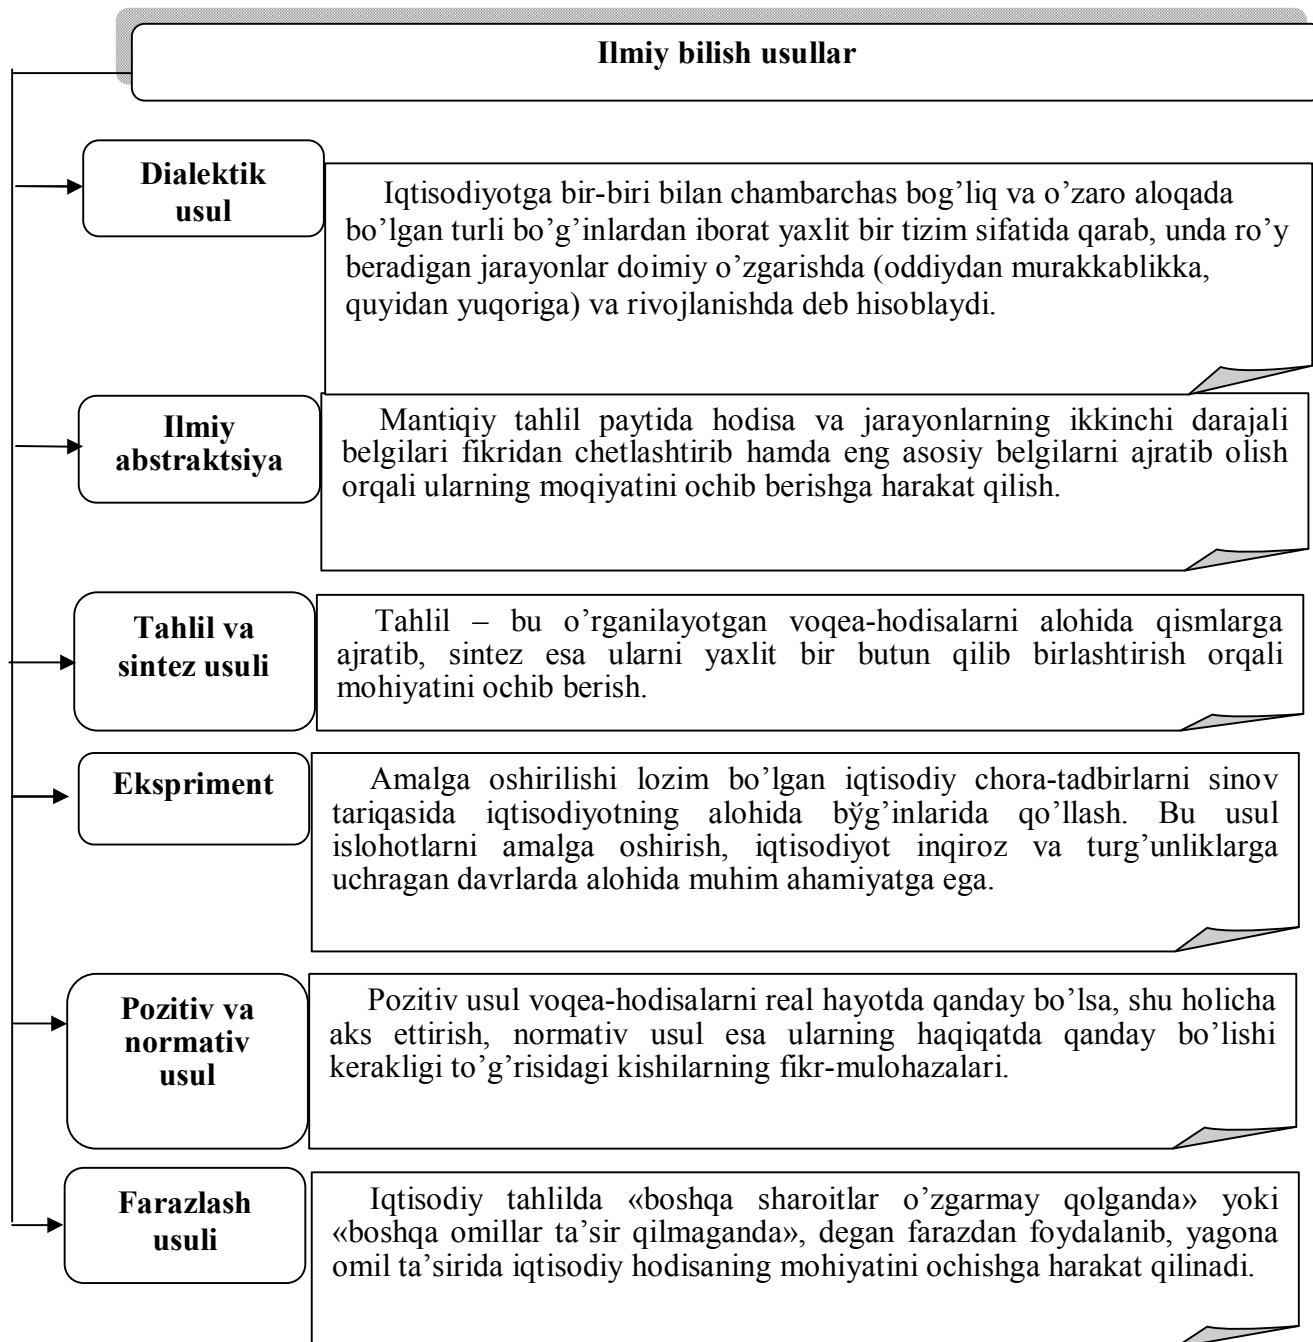 Ilmiy bilish usullar
Dialektik
usul
Iqtisodiyotga bir-biri bilan chambarchas bog’liq va o’zaro aloqada
bo’lgan turli bo’g’inlardan iborat yaxlit bir tizim sifatida qarab, unda ro’y
beradigan jarayonlar doimiy o’zgarishda (oddiydan murakkablikka,
quyidan yuqoriga) va rivojlanishda deb hisoblaydi.
Ilmiy
abstraktsiya
Mantiqiy tahlil paytida hodisa va jarayonlarning ikkinchi darajali
belgilari fikridan chetlashtirib hamda eng asosiy belgilarni ajratib olish
orqali ularning moqiyatini ochib berishga harakat qilish.
Tahlil va
sintez usuli
Tahlil – bu o’rganilayotgan voqea-hodisalarni alohida qismlarga
ajratib, sintez esa ularni yaxlit bir butun qilib birlashtirish orqali
mohiyatini ochib berish.
Ekspriment
Amalga oshirilishi lozim bo’lgan iqtisodiy chora-tadbirlarni sinov
tariqasida iqtisodiyotning alohida bўg’inlarida qo’llash. Bu usul
islohotlarni amalga oshirish, iqtisodiyot inqiroz va turg’unliklarga
uchragan davrlarda alohida muhim ahamiyatga ega.
Pozitiv va
normativ
usul
Pozitiv usul voqea-hodisalarni real hayotda qanday bo’lsa, shu holicha
aks ettirish, normativ usul esa ularning haqiqatda qanday bo’lishi
kerakligi to’g’risidagi kishilarning fikr-mulohazalari.
Farazlash
usuli
Iqtisodiy tahlilda «boshqa sharoitlar o’zgarmay qolganda» yoki
«boshqa omillar ta’sir qilmaganda», degan farazdan foydalanib, yagona
omil ta’sirida iqtisodiy hodisaning mohiyatini ochishga harakat qilinadi.